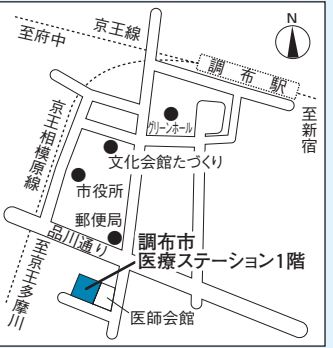 N
京王線
至府中
調布駅
至新宿
グリーンホール
京王相模原線
文化会館たづくり
市役所
郵便局
品川通り
調布市
医療ステーション1階
至京王多摩川
医師会館